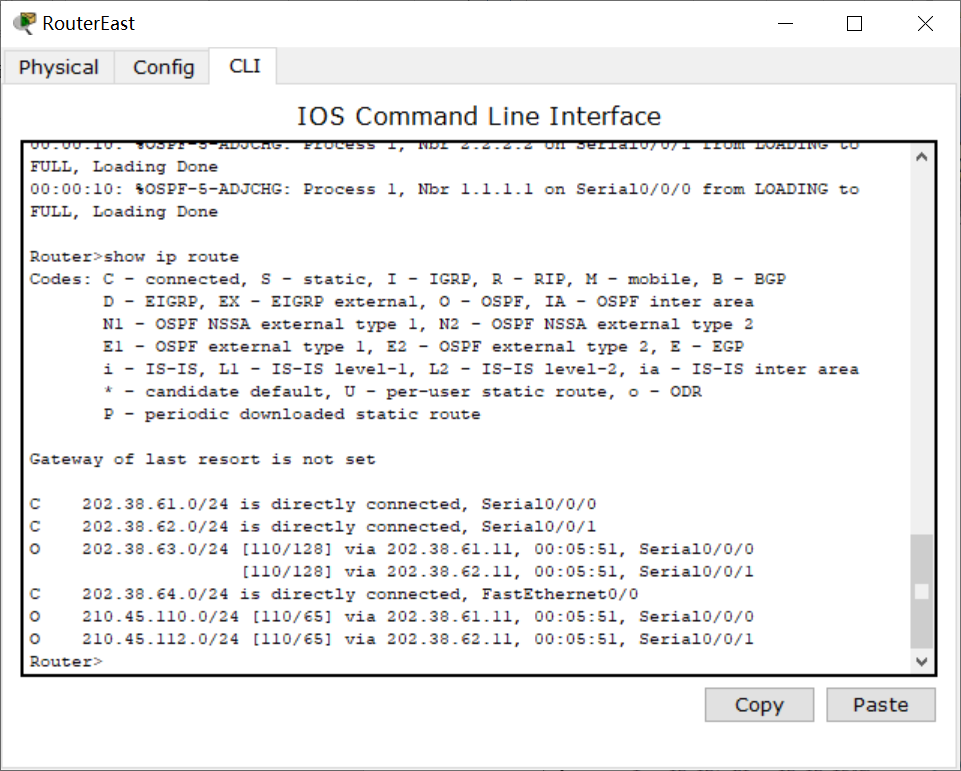 RouterEast
Physical Config CLI
IOS Command Line Interface
00:00:10: %OSPF-5-ADJCHG: Process 1, Nbr 2.2.2.2 on Serial0/0/1 from LOADING to
FULL, Loading Done
00:00:10: %OSPF-5-ADJCHG: Process 1, Nbr 1.1.1.1 on Serial0/0/0 from LOADING to
FULL, Loading Done
Router>show ip route
Codes: C - connected, S - static, I - IGRP, R - RIP, M - mobile, B - BGP
D - EIGRP, EX - EIGRP external, O - OSPF, IA - OSPF inter area
N1 - OSPF NSSA external type 1, N2 - OSPF NSSA external type 2
E1 - OSPF external type 1, E2 - OSPF external type 2, E - EGP
i - IS-IS, L1 - IS-IS level-1, L2 - IS-IS level-2, ia - IS-IS inter area
* - candidate default, U - per-user static route, o - ODR
P - periodic downloaded static route
Gateway of last resort is not set
C 202.38.61.0/24 is directly connected, Serial0/0/0
C 202.38.62.0/24 is directly connected, Serial0/0/1
O 202.38.63.0/24 [110/128] via 202.38.61.11, 00:05:51, Serial0/0/0
[110/128] via 202.38.62.11, 00:05:51, Serial0/0/1
C 202.38.64.0/24 is directly connected, FastEthernet0/0
O 210.45.110.0/24 [110/65] via 202.38.61.11, 00:05:51, Serial0/0/0
O 210.45.112.0/24 [110/65] via 202.38.62.11, 00:05:51, Serial0/0/1
Router>
Copy Paste